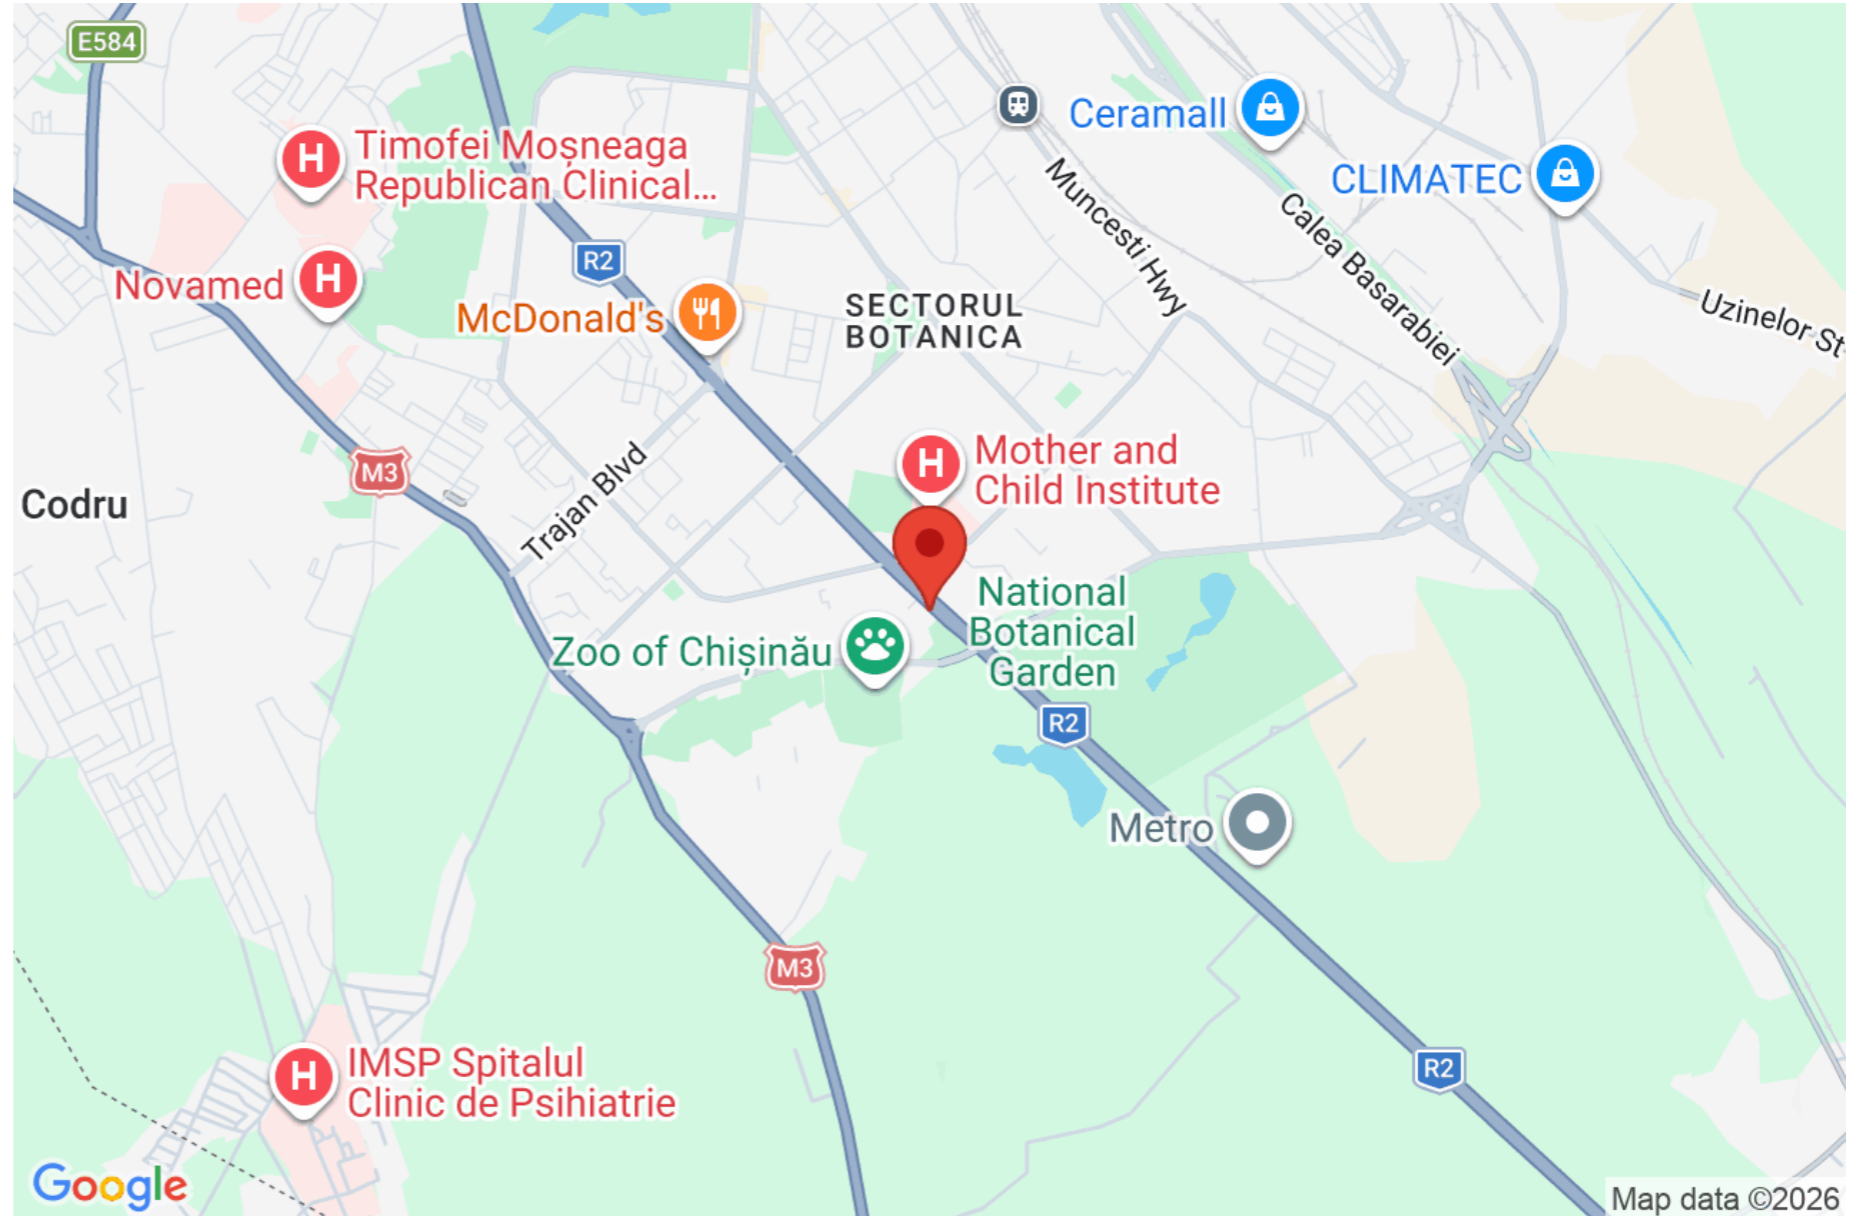 E584
Timofei Moșneaga
Republican Clinical...
Ceramall
CLIMATEC
Muncesti Hwy
Calea Basarabiei
Uzinelor St
R2
Novamed
McDonald's
SECTORUL
BOTANICA
M3
Codru
Trajan Blvd
Mother and
Child Institute
National
Botanical
Garden
Zoo of Chișinău
R2
Metro
M3
R2
IMSP Spitalul
Clinic de Psihiatrie
Google
Map data ©2026